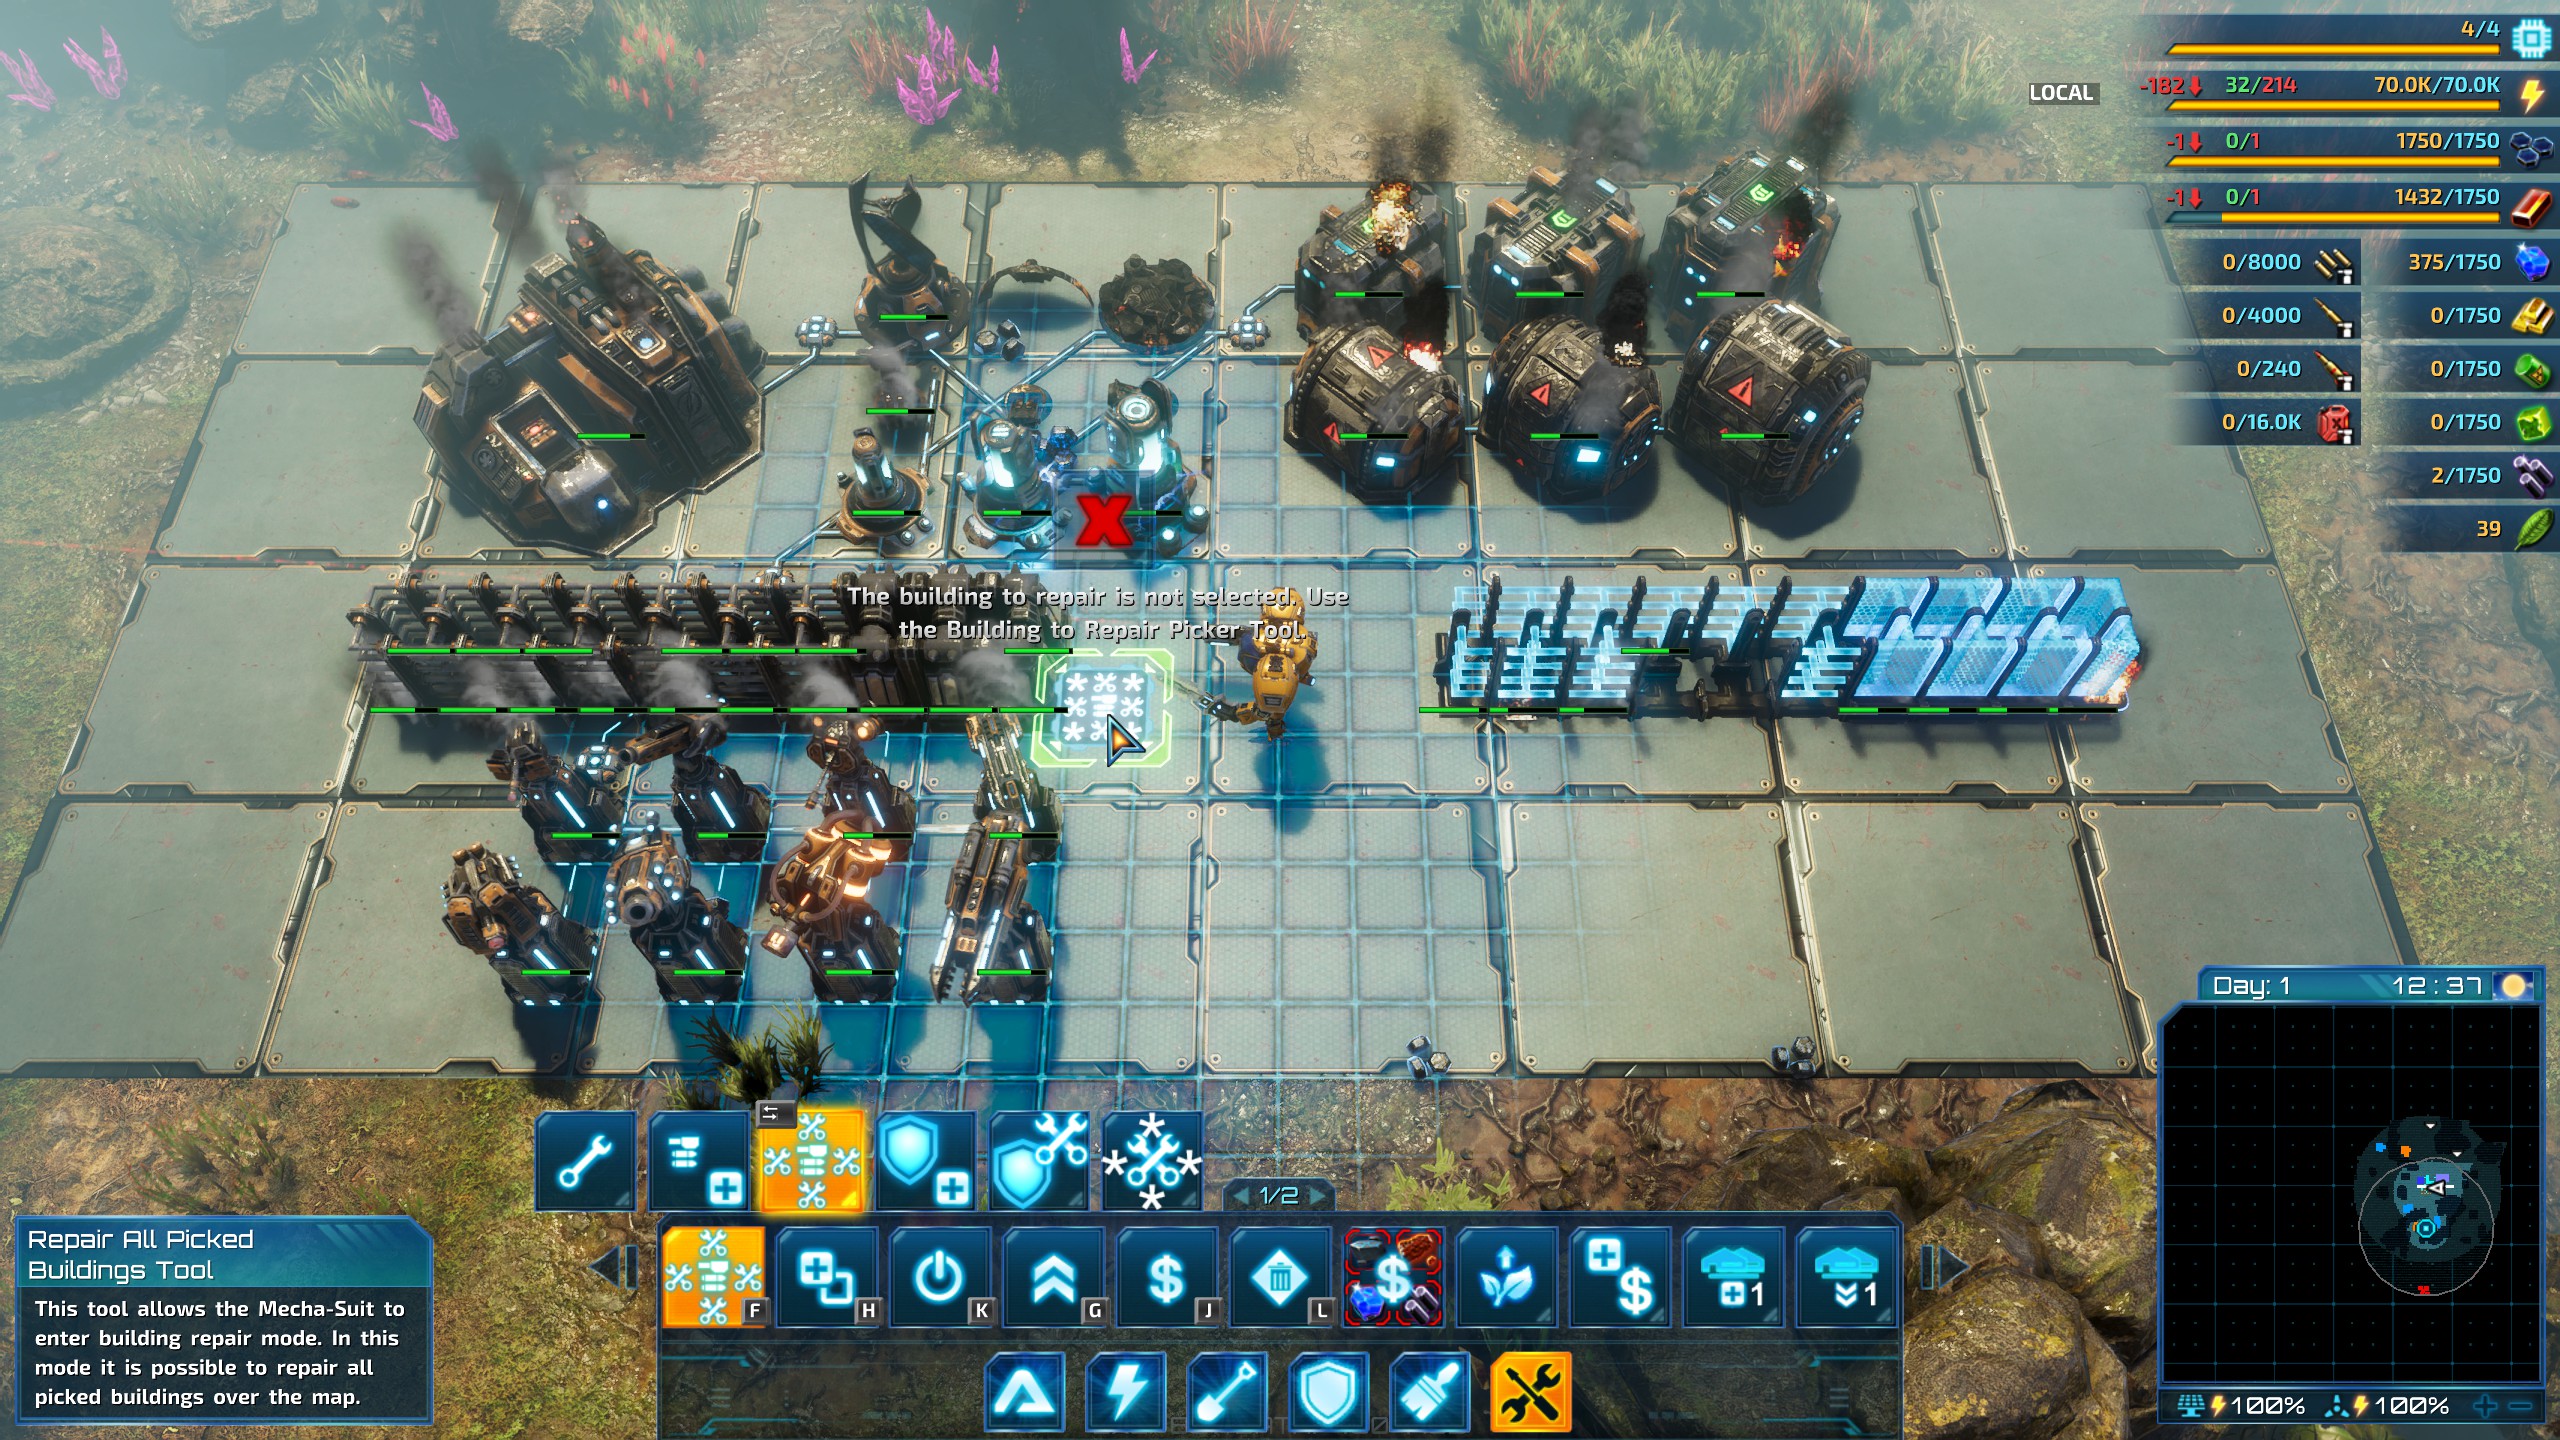 4/4
LOCAL
-182 32/214 70.0K/70.0K
-1 0/1 1750/1750
-1 0/1 1432/1750
0/8000 375/1750
0/4000 0/1750
0/240 0/1750
0/16.0K 0/1750
2/1750
39
The building to repair is not selected. Use
the Building to Repair Picker Tool.
Day: 1 12:37
1/2
F H K G J L $ $ $ 1 1
Repair All Picked
Buildings Tool
This tool allows the Mecha-Suit to
enter building repair mode. In this
mode it is possible to repair all
picked buildings over the map.
100% 100%